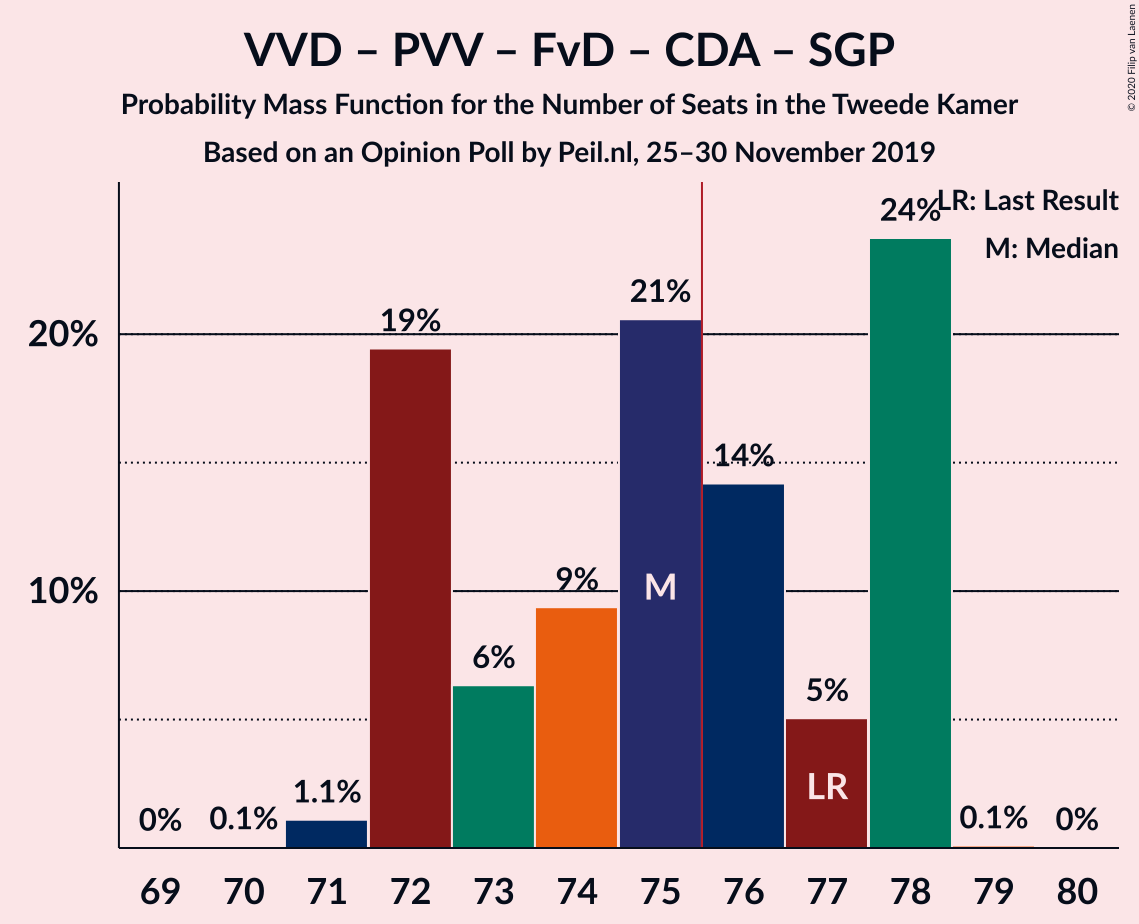 VVD – PVV – FvD – CDA – SGP
Probability Mass Function for the Number of Seats in the Tweede Kamer
Based on an Opinion Poll by Peil.nl, 25–30 November 2019
© 2020 Filip van Laenen
LR: Last Result
M: Median
20%
10%
0%
0.1%
1.1%
19%
6%
9%
21%
14%
5%
24%
0.1%
0%
M
LR
69 70 71 72 73 74 75 76 77 78 79 80